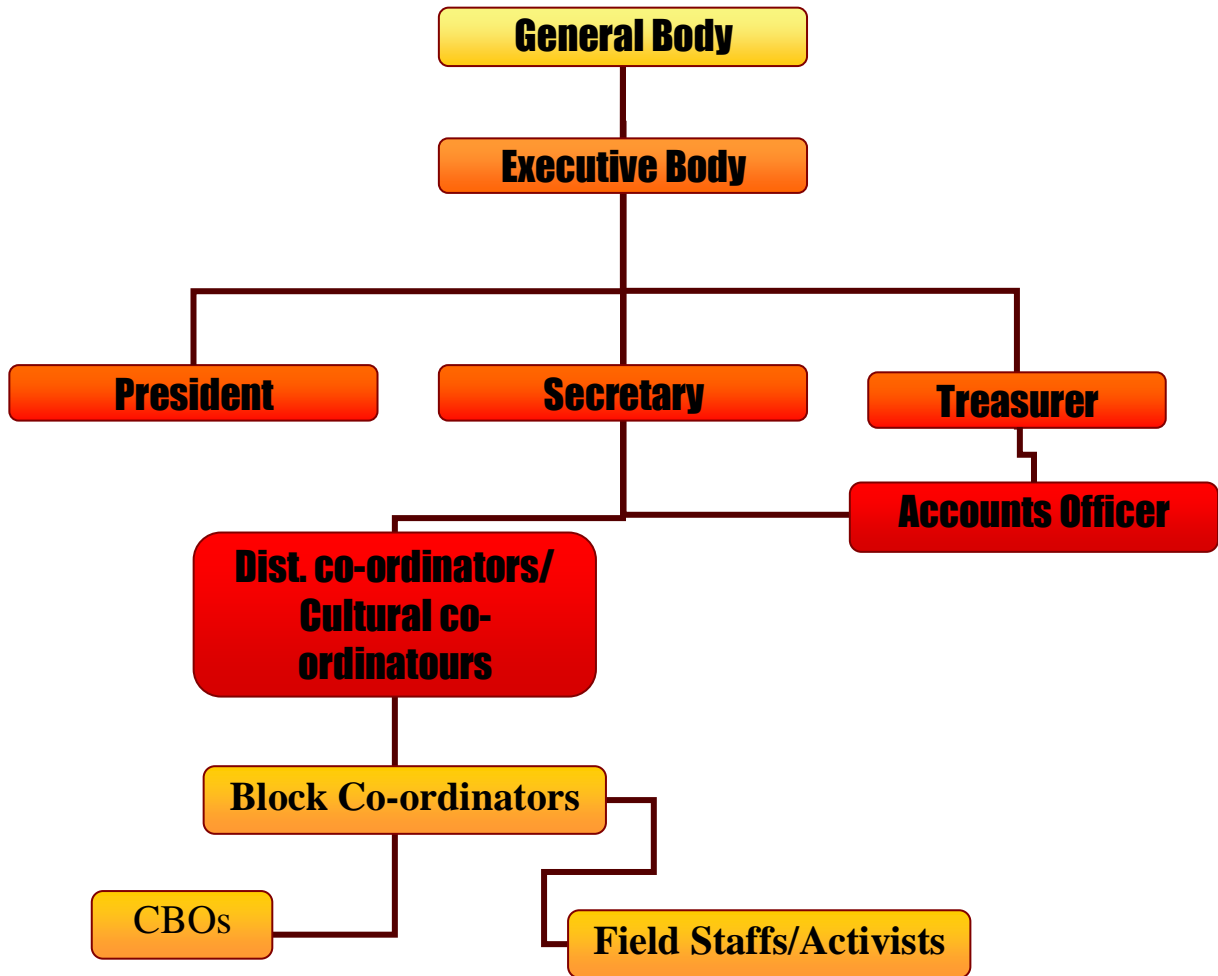 General Body
Executive Body
President
Secretary
Treasurer
Accounts Officer
Dist. co-ordinators/
Cultural co-
ordinatours
Block Co-ordinators
CBOs
Field Staffs/Activists